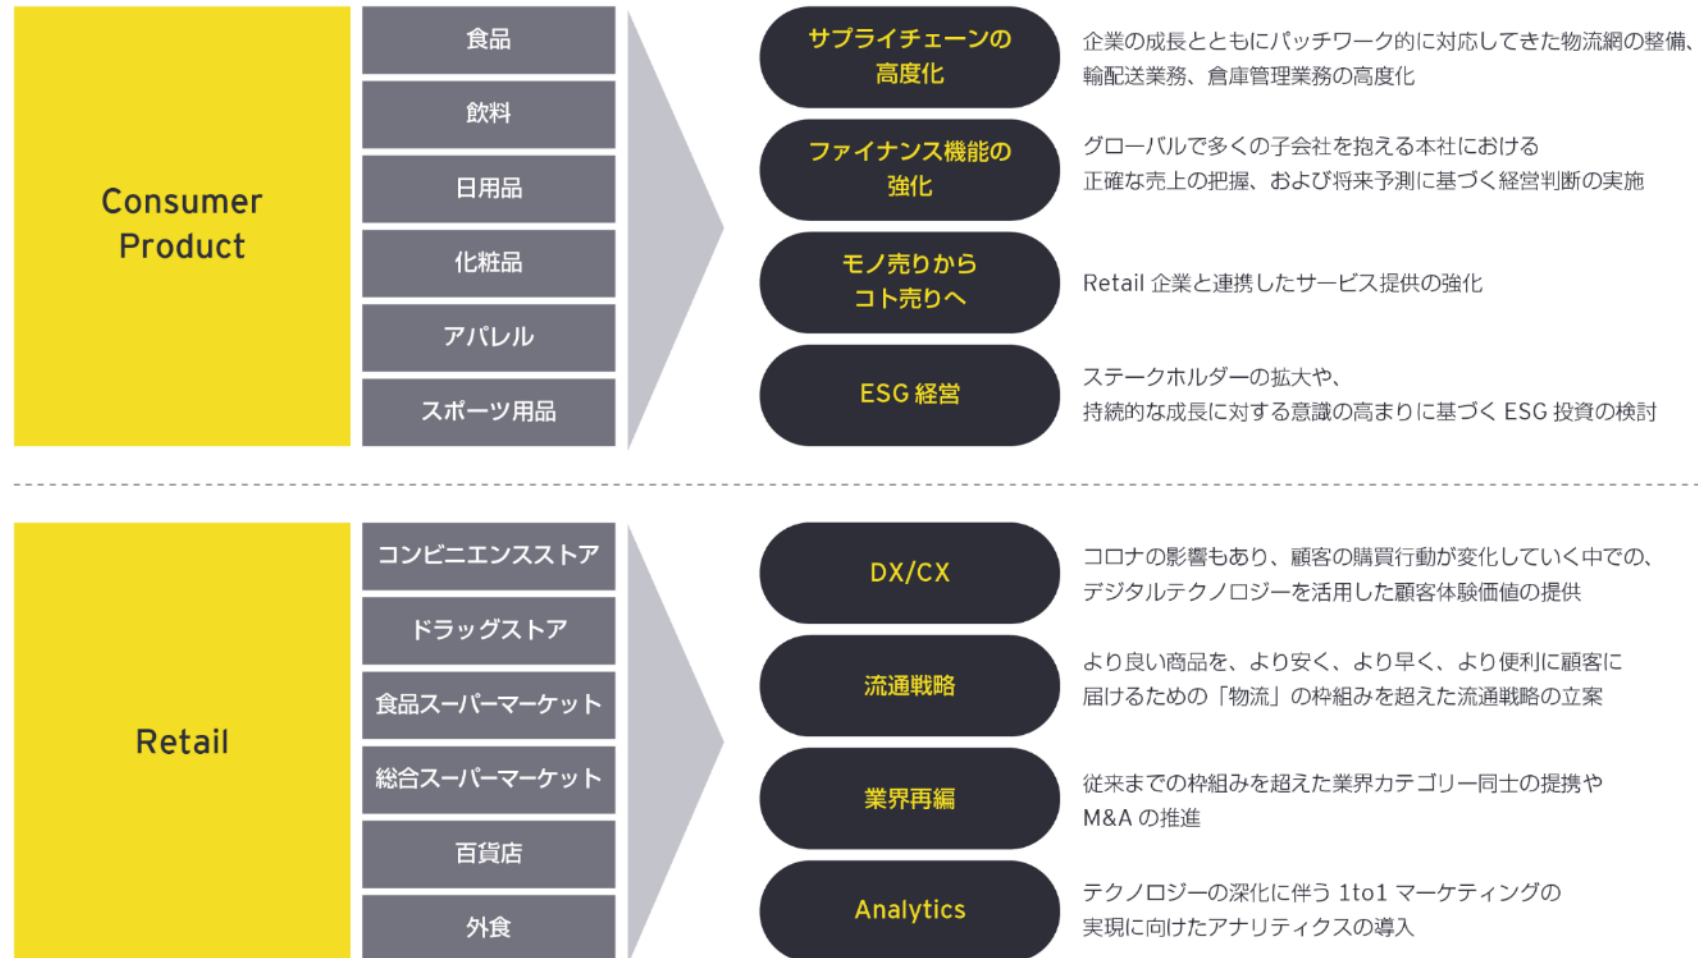 Consumer
Product
食品
飲料
日用品
化粧品
アパレル
スポーツ用品
サプライチェーンの
高度化
企業の成長とともにパッチワーク的に対応してきた物流網の整備、
輸配送業務、倉庫管理業務の高度化
ファイナンス機能の
強化
グローバルで多くの子会社を抱える本社における
正確な売上の把握、および将来予測に基づく経営判断の実施
モノ売りから
コト売りへ
Retail 企業と連携したサービス提供の強化
ESG 経営
ステークホルダーの拡大や、
持続的な成長に対する意識の高まりに基づく ESG 投資の検討
Retail
コンビニエンスストア
ドラッグストア
食品スーパーマーケット
総合スーパーマーケット
百貨店
外食
DX/CX
コロナの影響もあり、顧客の購買行動が変化していく中での、
デジタルテクノロジーを活用した顧客体験価値の提供
流通戦略
より良い商品を、より安く、より早く、より便利に顧客に
届けるための「物流」の枠組みを超えた流通戦略の立案
業界再編
従来までの枠組みを超えた業界カテゴリー同士の提携や
M&A の推進
Analytics
テクノロジーの深化に伴う 1to1 マーケティングの
実現に向けたアナリティクスの導入